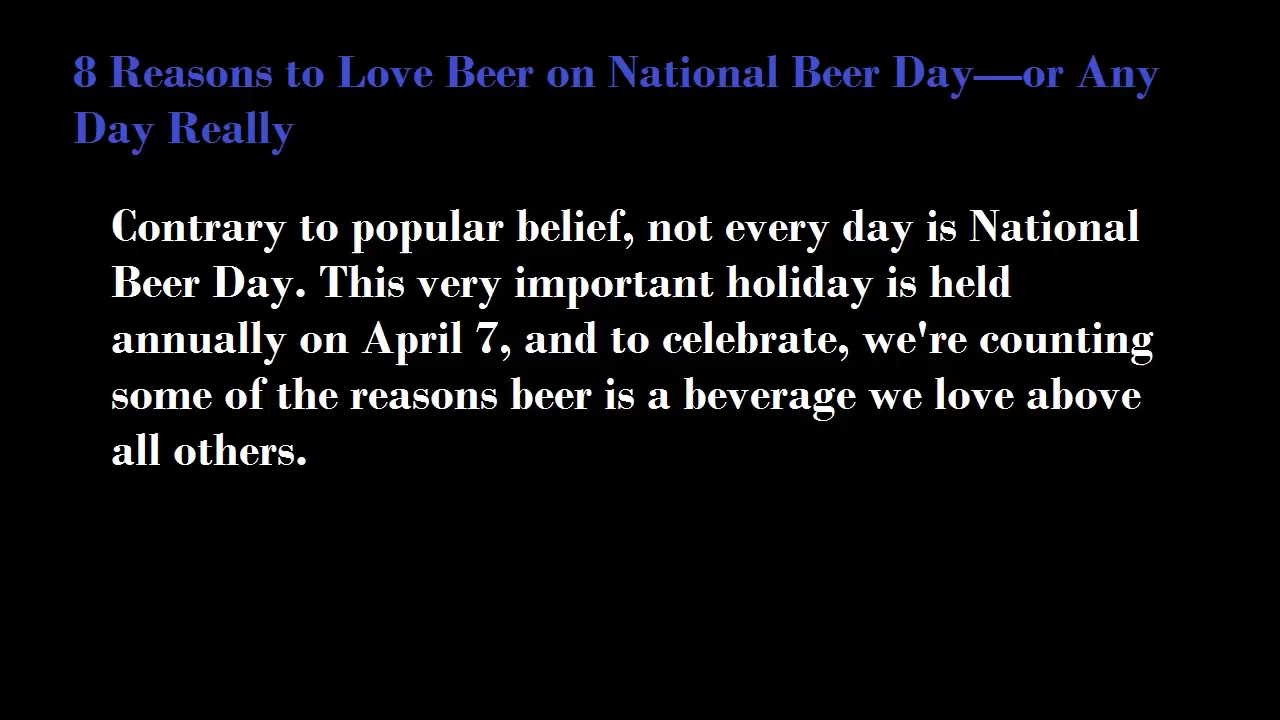 8 Reasons to Love Beer on National Beer Day—or Any
Day Really
Contrary to popular belief, not every day is National
Beer Day. This very important holiday is held
annually on April 7, and to celebrate, we're counting
some of the reasons beer is a beverage we love above
all others.